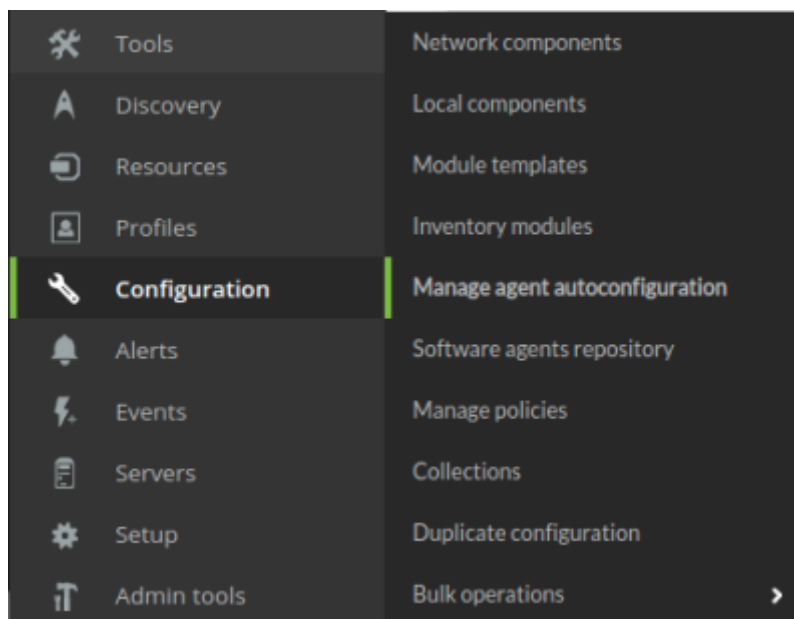 Tools
Discovery
Resources
Profiles
Configuration
Alerts
Events
Servers
Setup
Admin tools
Network components
Local components
Module templates
Inventory modules
Manage agent autoconfiguration
Software agents repository
Manage policies
Collections
Duplicate configuration
Bulk operations